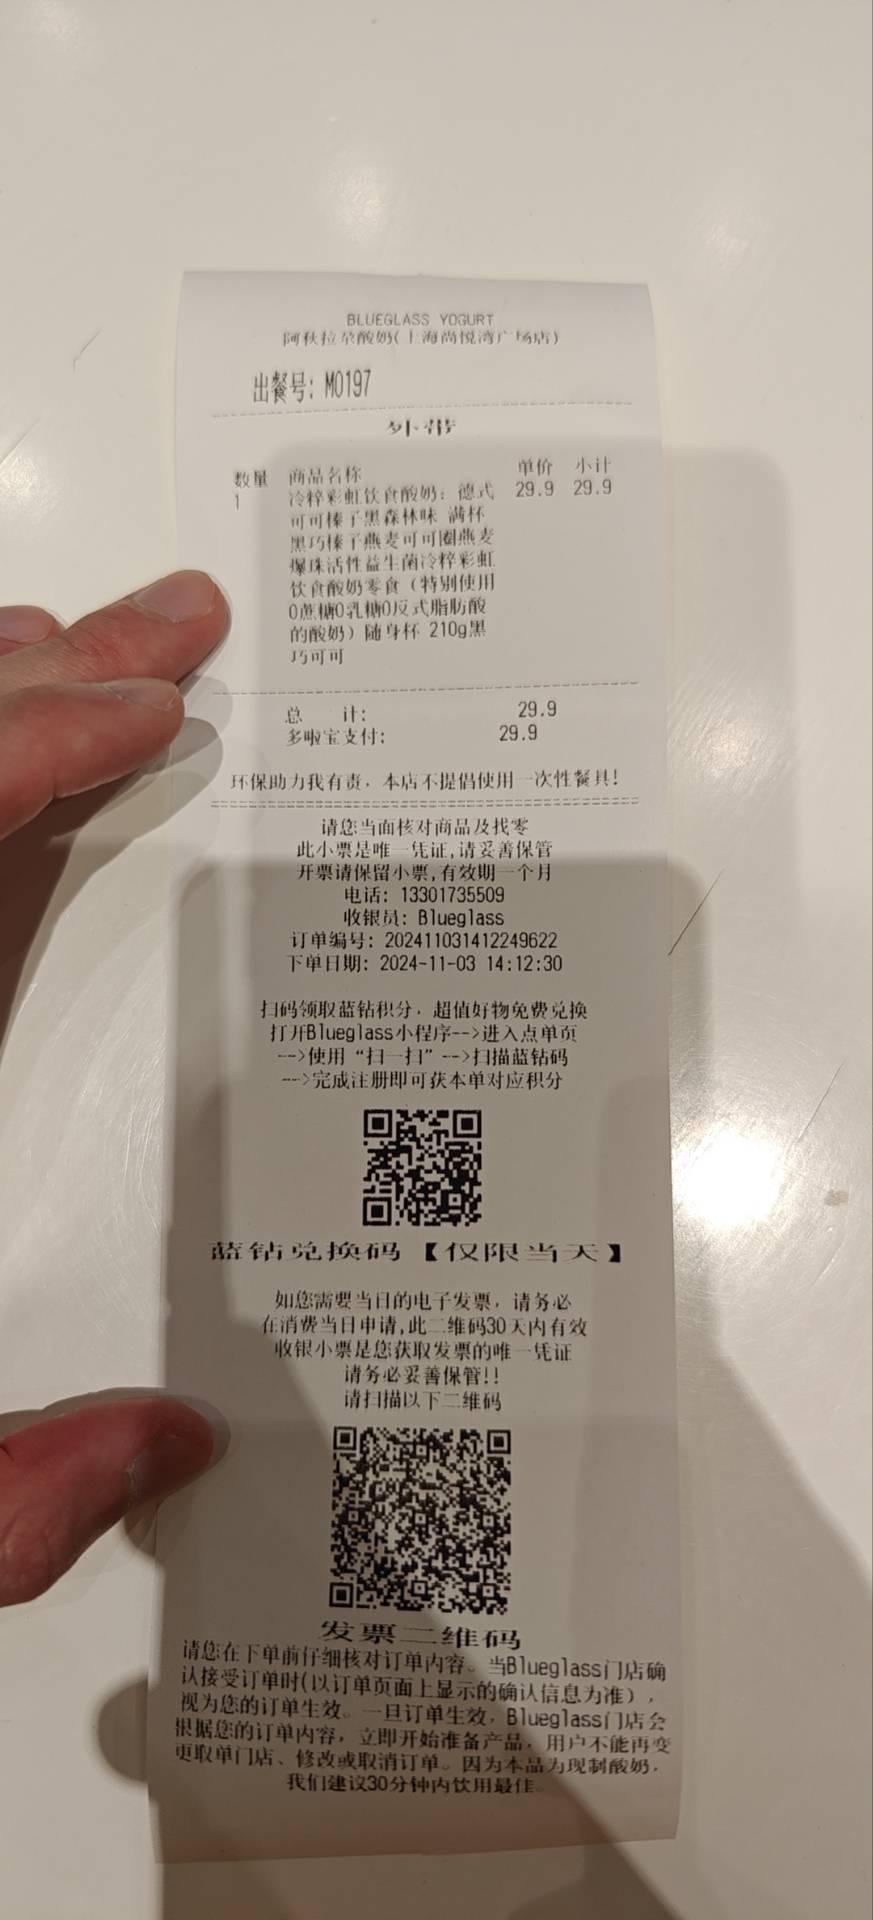 BLUEGLASS YOGURT
阿秋拉尕酸奶(上海尚悦湾广场店)
出餐号: M0197
外带
数量 商品名称 单价 小计
1 冷粹彩虹饮食酸奶：德式 29.9 29.9
可可榛子黑森林味 满杯
黑巧榛子燕麦可可圈燕麦
爆珠活性益生菌冷粹彩虹
饮食酸奶零食（特别使用
0蔗糖0乳糖0反式脂肪酸
的酸奶）随身杯 210g黑
巧可可
总 计: 29.9
多啦宝支付: 29.9
环保助力我有责，本店不提倡使用一次性餐具!
请您当面核对商品及找零
此小票是唯一凭证,请妥善保管
开票请保留小票,有效期一个月
电话: 13301735509
收银员: Blueglass
订单编号: 202411031412249622
下单日期: 2024-11-03 14:12:30
扫码领取蓝钻积分，超值好物免费兑换
打开Blueglass小程序-->进入点单页
-->使用“扫一扫”-->扫描蓝钻码
-->完成注册即可获本单对应积分
蓝钻兑换码【仅限当天】
如您需要当日的电子发票，请务必
在消费当日申请,此二维码30天内有效
收银小票是您获取发票的唯一凭证
请务必妥善保管!!
请扫描以下二维码
发票二维码
请您在下单前仔细核对订单内容。当Blueglass门店确
认接受订单时(以订单页面上显示的确认信息为准)，
视为您的订单生效。一旦订单生效，Blueglass门店会
根据您的订单内容，立即开始准备产品，用户不能再变
更取单门店、修改或取消订单。因为本品为现制酸奶，
我们建议30分钟内饮用最佳。